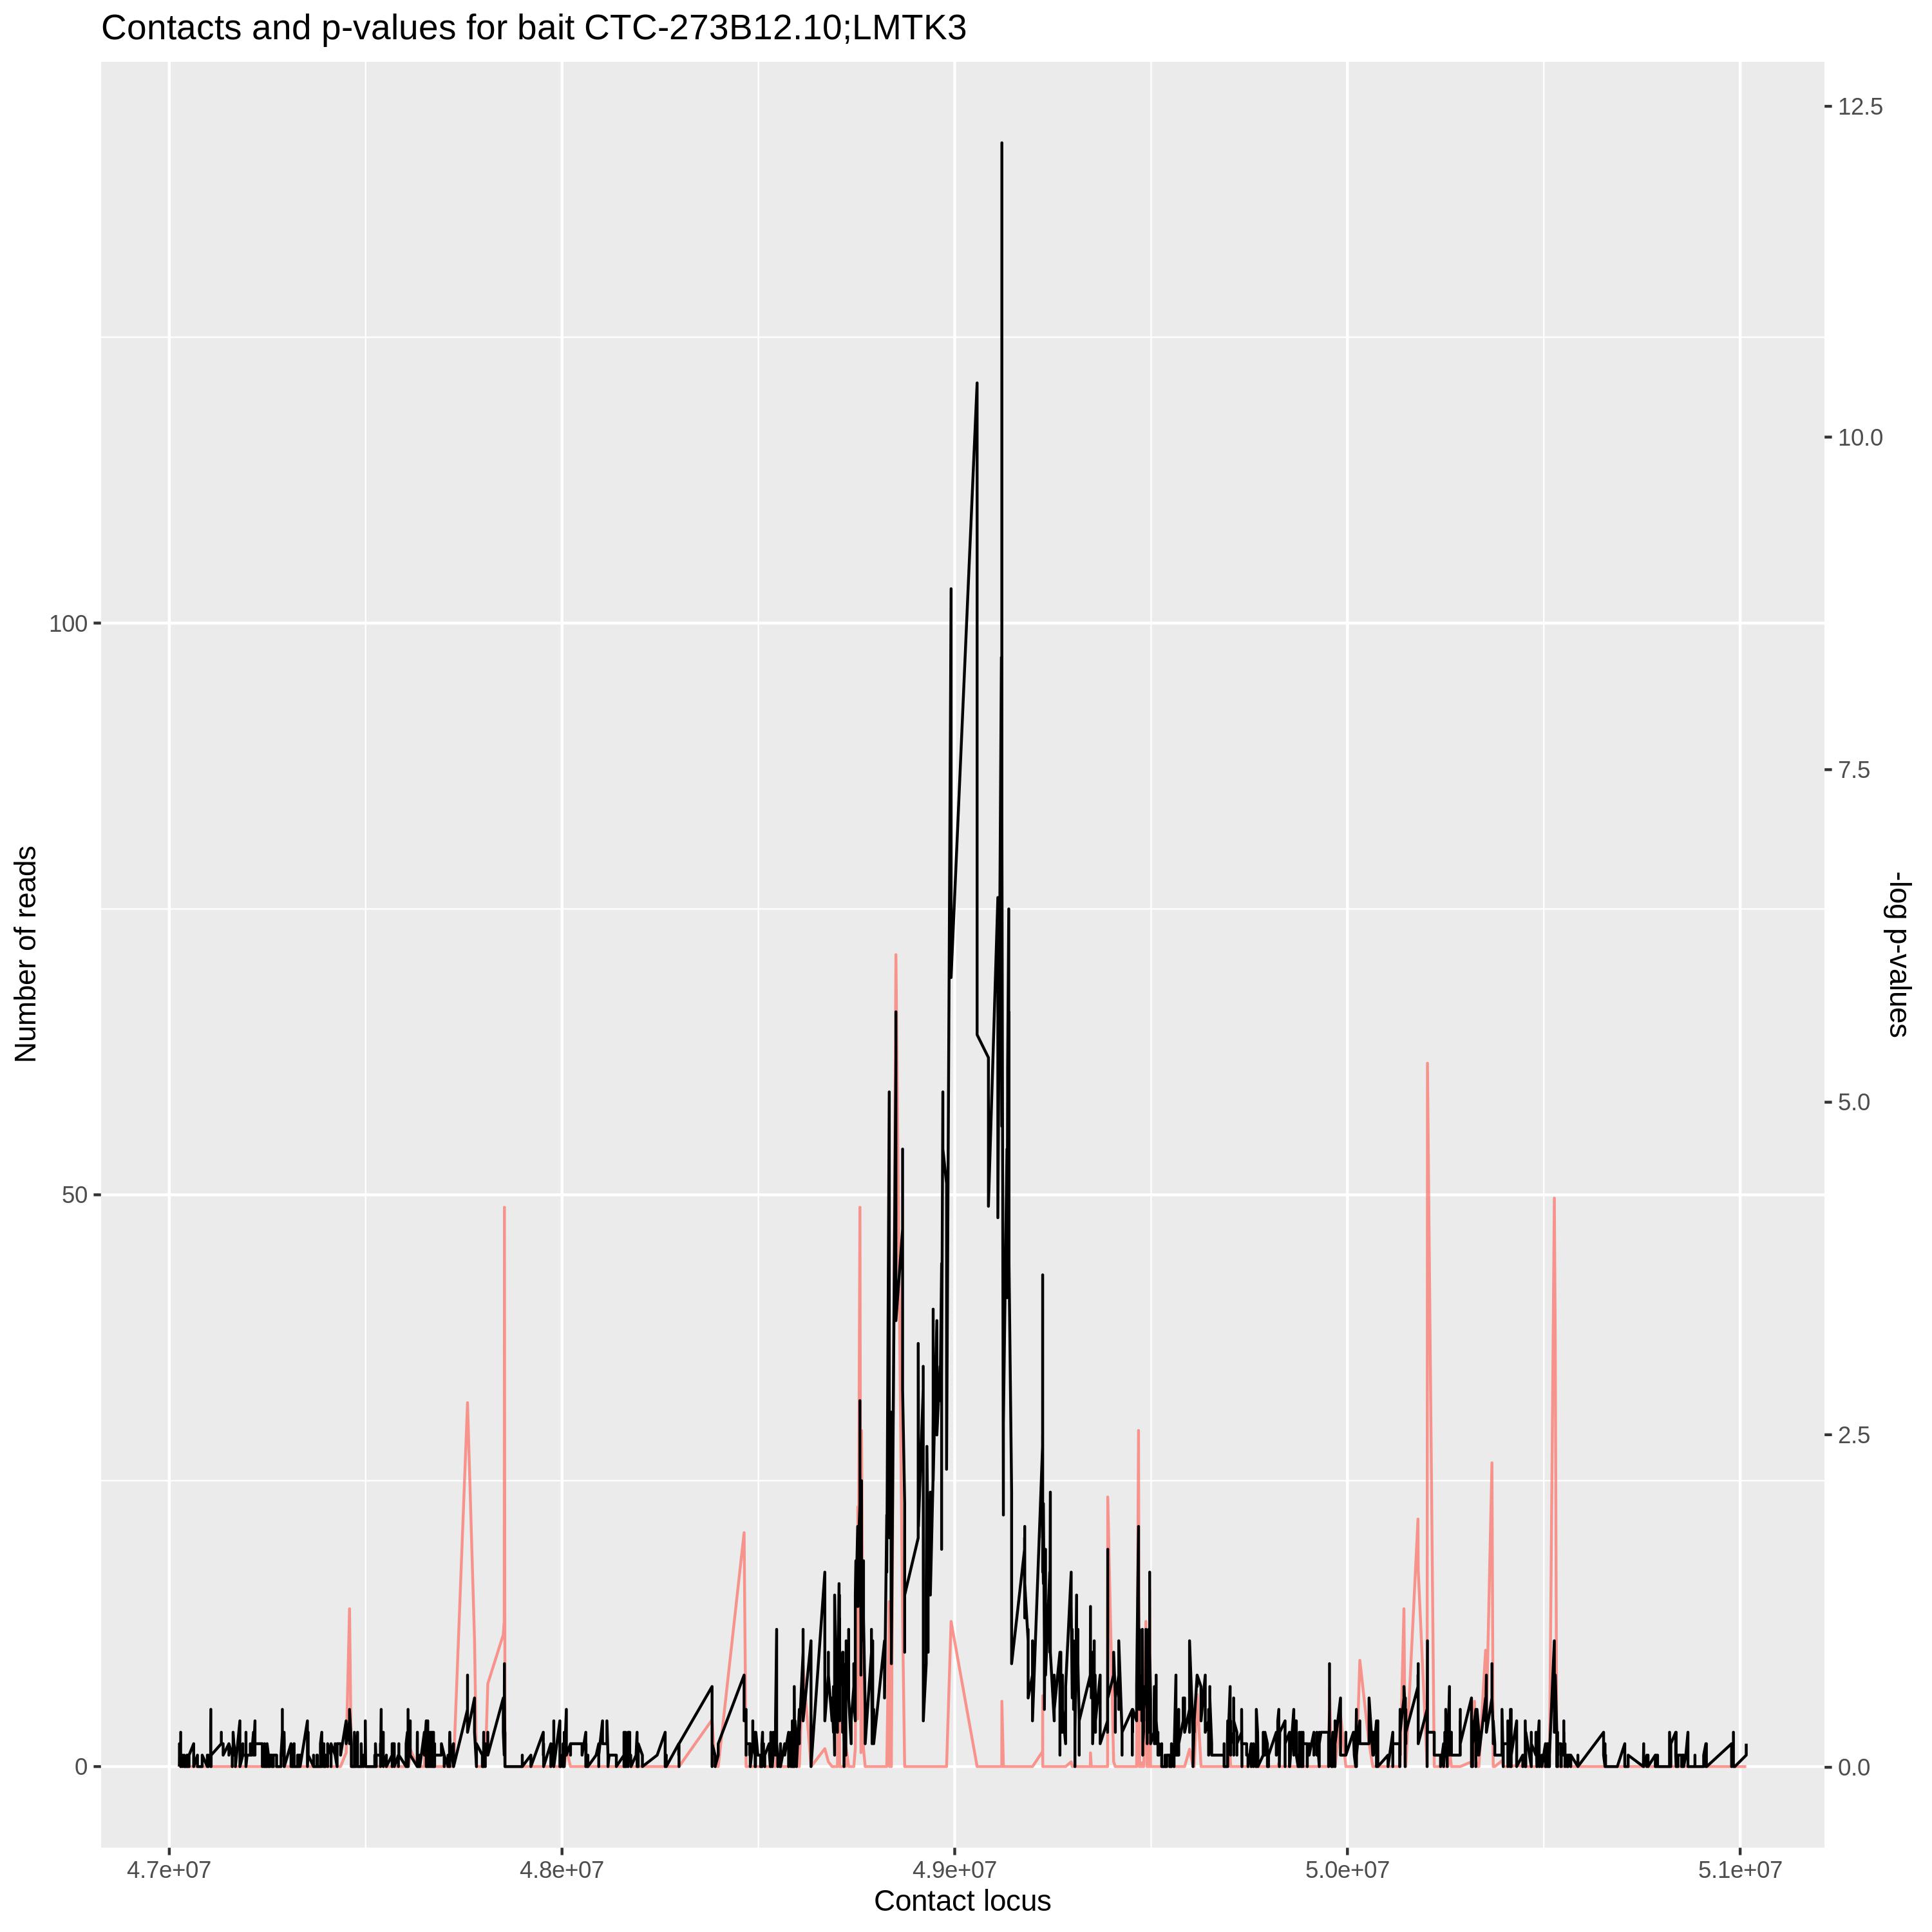 Contacts and p-values for bait CTC-273B12.10;LMTK3
Number of reads
100
50
0
12.5
10.0
7.5
5.0
2.5
0.0
-log p-values
4.7e+07
4.8e+07
4.9e+07
5.0e+07
5.1e+07
Contact locus